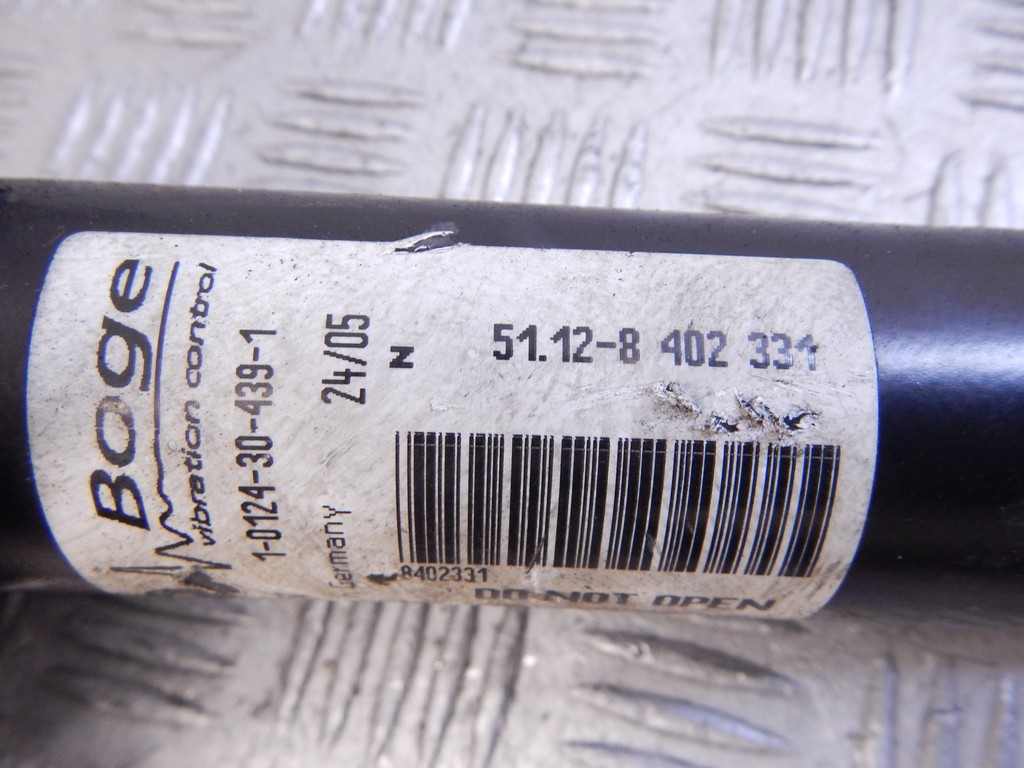 Boge
vibration control
1-0124-30-439-1
24/05
N
Germany
51.12-8 402 331
8402331
DO NOT OPEN